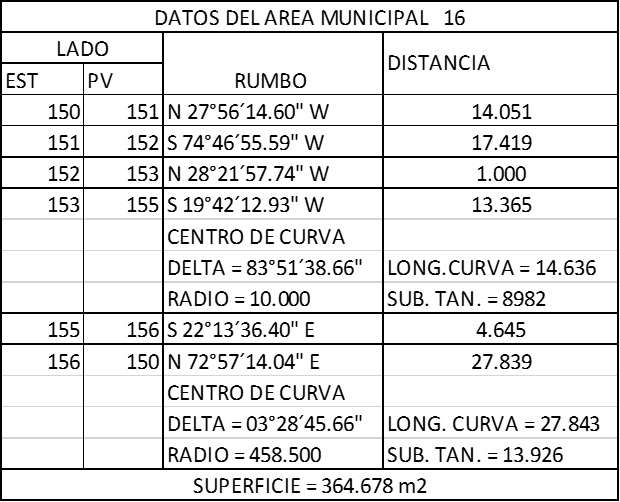 DATOS DEL AREA MUNICIPAL 16
LADO
EST PV RUMBO DISTANCIA
150 151 N 27°56´14.60" W 14.051
151 152 S 74°46´55.59" W 17.419
152 153 N 28°21´57.74" W 1.000
153 155 S 19°42´12.93" W 13.365
CENTRO DE CURVA
DELTA = 83°51´38.66" LONG.CURVA = 14.636
RADIO = 10.000 SUB. TAN. = 8982
155 156 S 22°13´36.40" E 4.645
156 150 N 72°57´14.04" E 27.839
CENTRO DE CURVA
DELTA = 03°28´45.66" LONG. CURVA = 27.843
RADIO = 458.500 SUB. TAN. = 13.926
SUPERFICIE = 364.678 m2